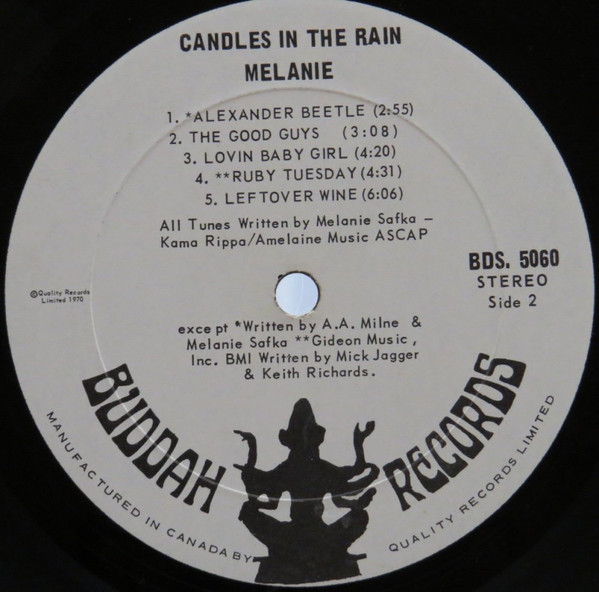 CANDLES IN THE RAIN
MELANIE
1. *ALEXANDER BEETLE (2:55)
2. THE GOOD GUYS (3:08)
3. LOVIN BABY GIRL (4:20)
4. **RUBY TUESDAY (4:31)
5. LEFTOVER WINE (6:06)
All Tunes Written by Melanie Safka –
Kama Rippa/Amelaine Music ASCAP
BDS. 5060
STEREO
Side 2
©Quality Records
Limited 1970
except *Written by A.A. Milne &
Melanie Safka **Gideon Music,
Inc. BMI Written by Mick Jagger
& Keith Richards.
BUDDAH RECORDS
MANUFACTURED IN CANADA BY QUALITY RECORDS LIMITED